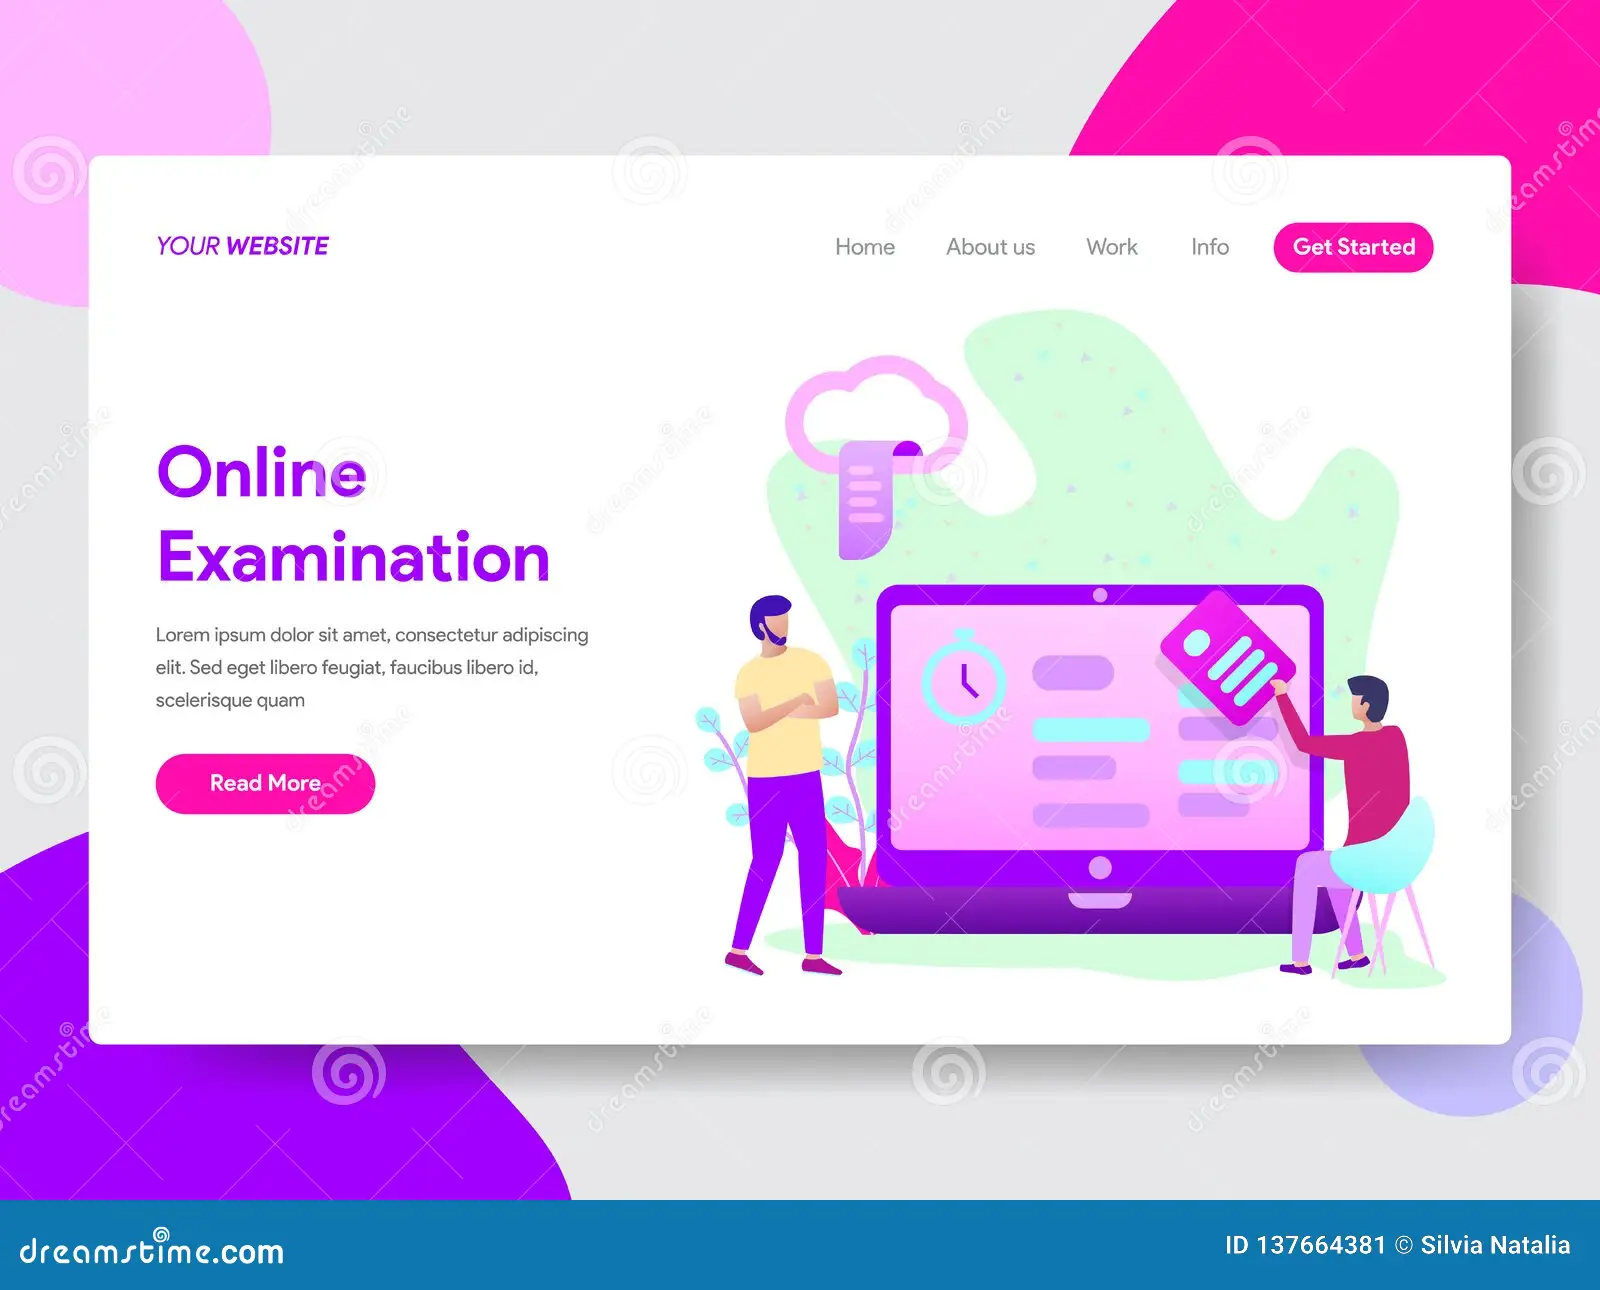 YOUR WEBSITE
Home About us Work Info Get Started
Online
Examination
Lorem ipsum dolor sit amet, consectetur adipiscing
elit. Sed eget libero feugiat, faucibus libero id,
scelerisque quam
Read More
dreamstime.com
ID 137664381 © Silvia Natalia